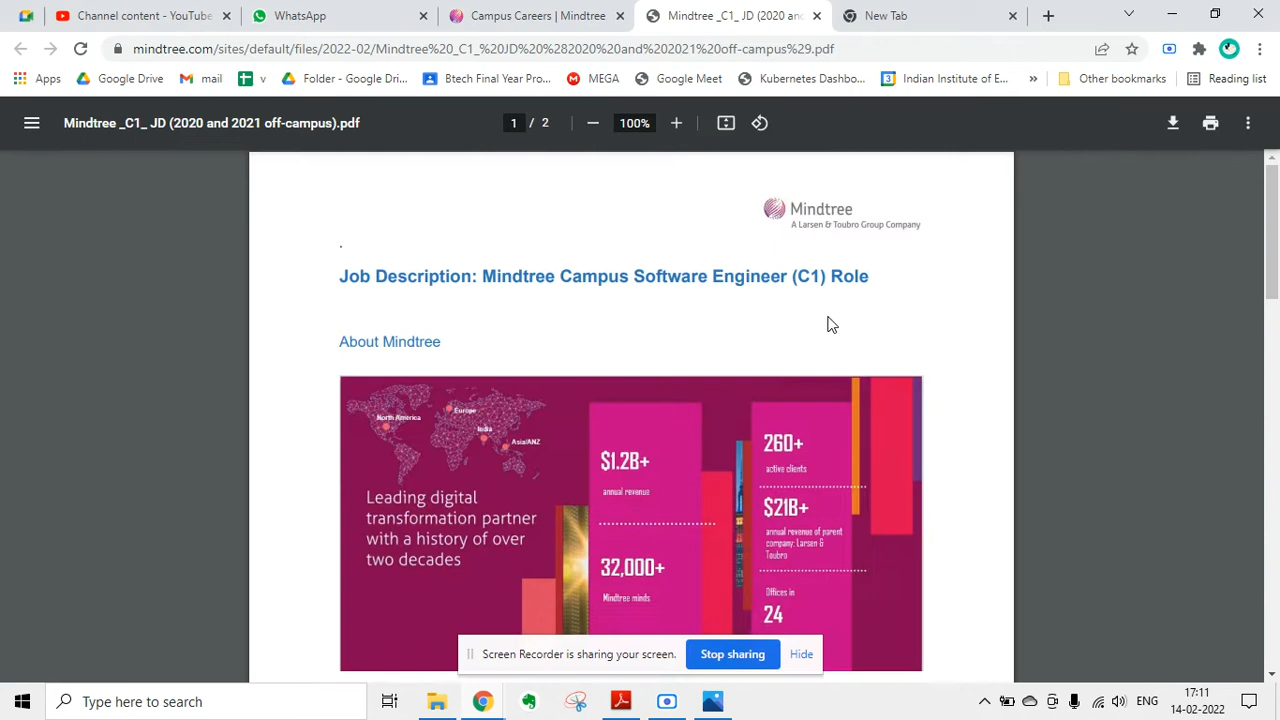 Channel content - YouTube
WhatsApp
Campus Careers | Mindtree
Mindtree _C1_ JD (2020 and
New Tab
mindtree.com/sites/default/files/2022-02/Mindtree%20_C1_%20JD%20%282020%20and%202021%20off-campus%29.pdf
Apps
Google Drive
mail
v
Folder - Google Dri...
Btech Final Year Pro...
MEGA
Google Meet
Kubernetes Dashbo...
Indian Institute of E...
»
Other bookmarks
Reading list
Mindtree _C1_ JD (2020 and 2021 off-campus).pdf
1 / 2
100%
Mindtree
A Larsen & Toubro Group Company
.
Job Description: Mindtree Campus Software Engineer (C1) Role
About Mindtree
North America
Europe
India
Asia/ANZ
Leading digital
transformation partner
with a history of over
two decades
$1.2B+
annual revenue
32,000+
Mindtree minds
260+
active clients
$21B+
annual revenue of parent
company, Larsen &
Toubro
Offices in
24
Screen Recorder is sharing your screen.
Stop sharing
Hide
Type here to search
ENG
17:11
14-02-2022